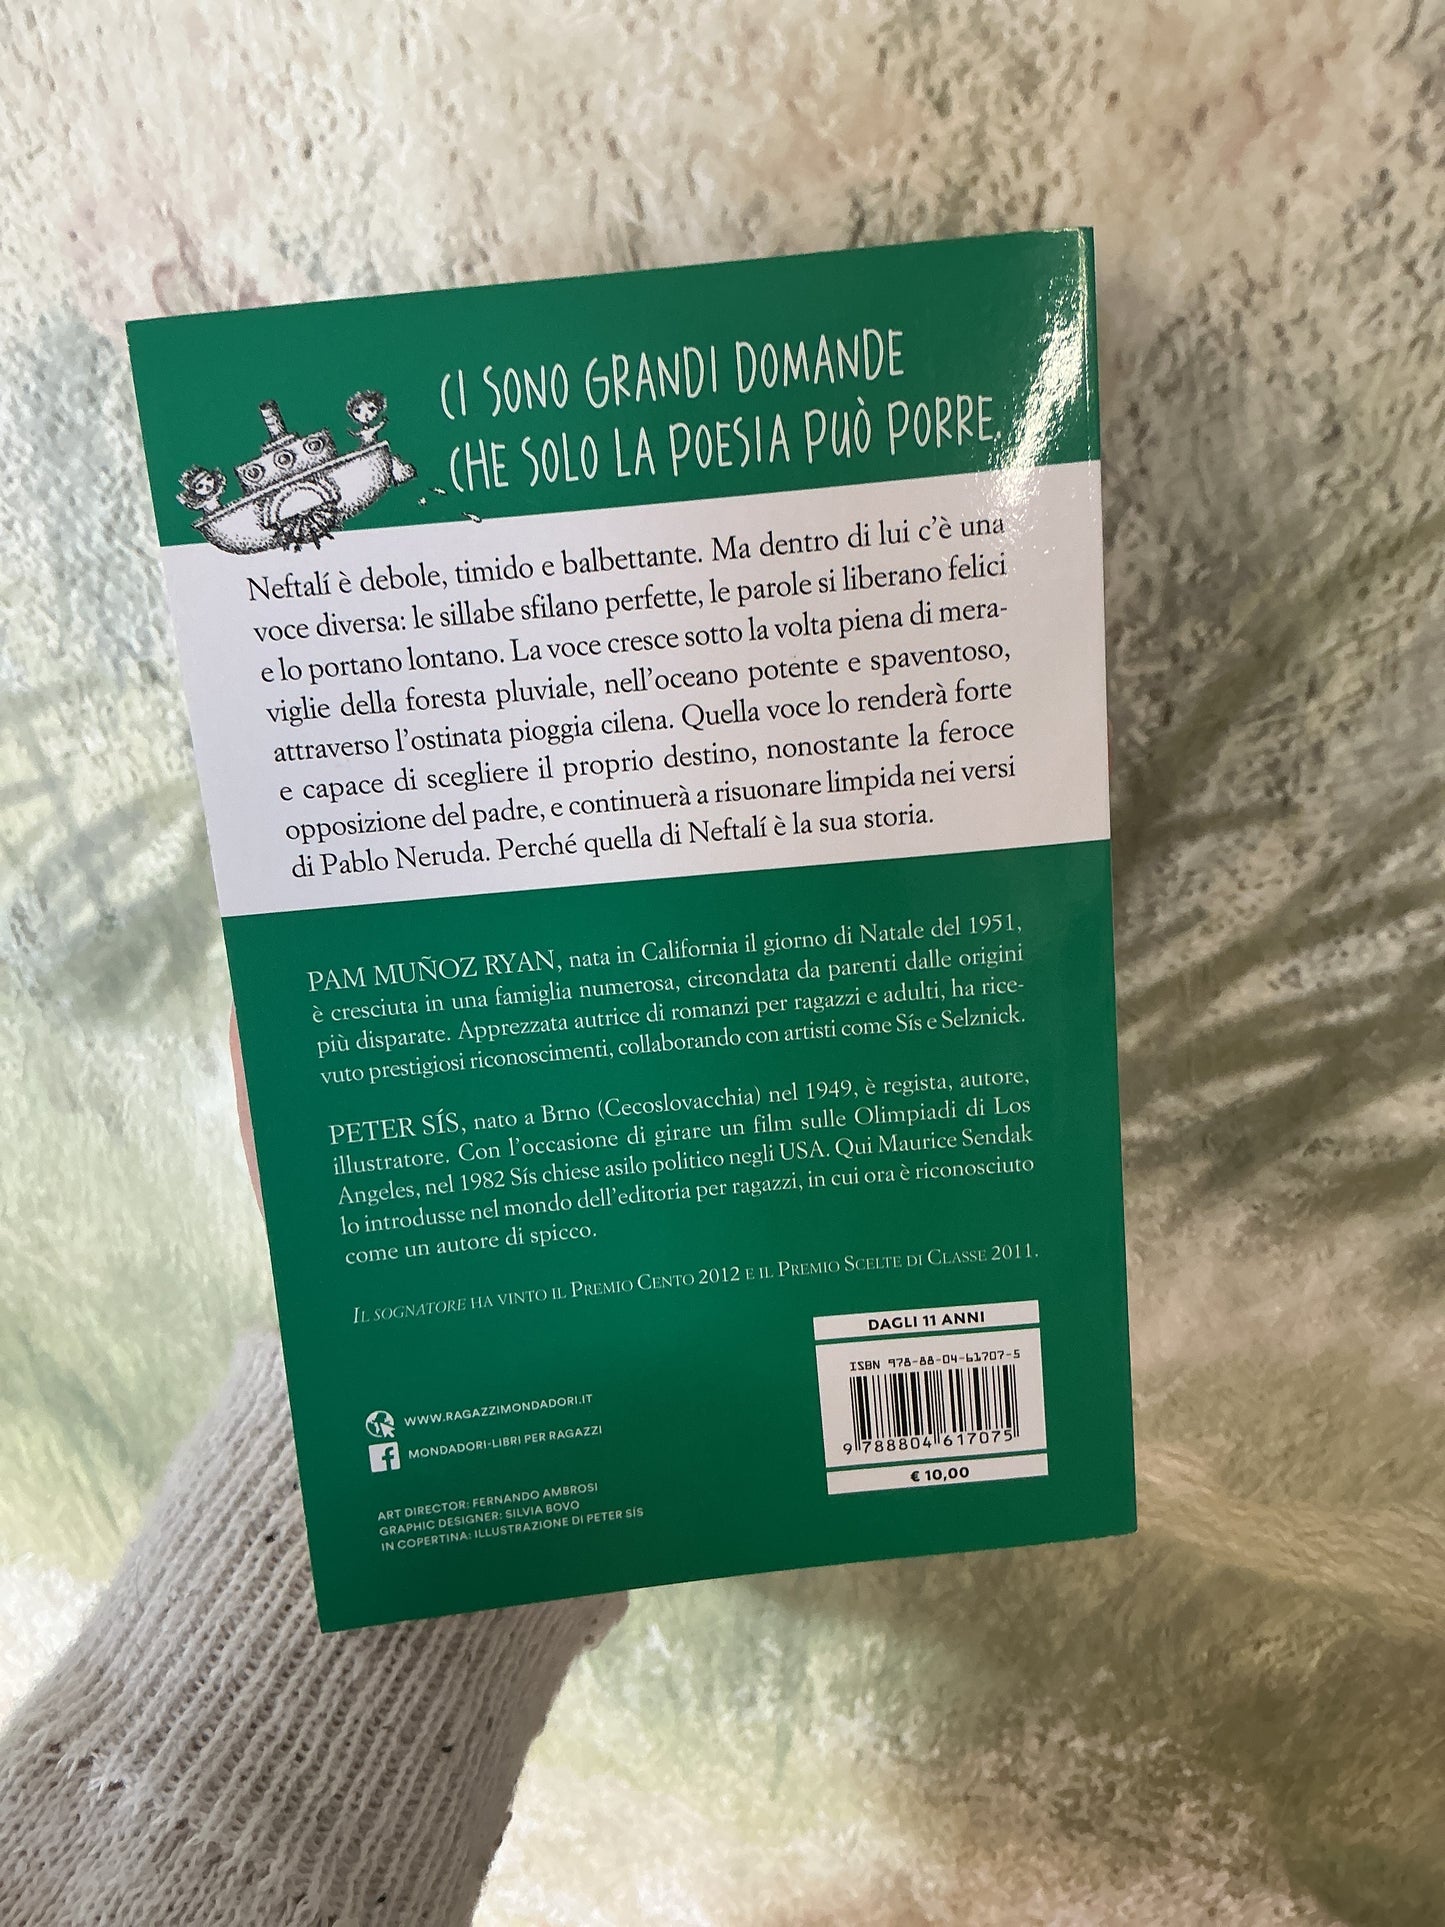 CI SONO GRANDI DOMANDE
CHE SOLO LA POESIA PUÒ PORRE.
Neftalí è debole, timido e balbettante. Ma dentro di lui c'è una
voce diversa: le sillabe sfilano perfette, le parole si liberano felici
e lo portano lontano. La voce cresce sotto la volta piena di mera-
viglie della foresta pluviale, nell'oceano potente e spaventoso,
attraverso l'ostinata pioggia cilena. Quella voce lo renderà forte
e capace di scegliere il proprio destino, nonostante la feroce
opposizione del padre, e continuerà a risuonare limpida nei versi
di Pablo Neruda. Perché quella di Neftalí è la sua storia.
PAM MUÑOZ RYAN, nata in California il giorno di Natale del 1951,
è cresciuta in una famiglia numerosa, circondata da parenti dalle origini
più disparate. Apprezzata autrice di romanzi per ragazzi e adulti, ha rice-
vuto prestigiosi riconoscimenti, collaborando con artisti come Sís e Selznick.
PETER SÍS, nato a Brno (Cecoslovacchia) nel 1949, è regista, autore,
illustratore. Con l'occasione di girare un film sulle Olimpiadi di Los
Angeles, nel 1982 Sís chiese asilo politico negli USA. Qui Maurice Sendak
lo introdusse nel mondo dell'editoria per ragazzi, in cui ora è riconosciuto
come un autore di spicco.
IL SOGNATORE HA VINTO IL PREMIO CENTO 2012 E IL PREMIO SCELTE DI CLASSE 2011.
DAGLI 11 ANNI
ISBN 978-88-04-61707-5
9 788804 617075
€ 10,00
WWW.RAGAZZIMONDADORI.IT
MONDADORI-LIBRI PER RAGAZZI
ART DIRECTOR: FERNANDO AMBROSI
GRAPHIC DESIGNER: SILVIA BOVO
IN COPERTINA: ILLUSTRAZIONE DI PETER SÍS